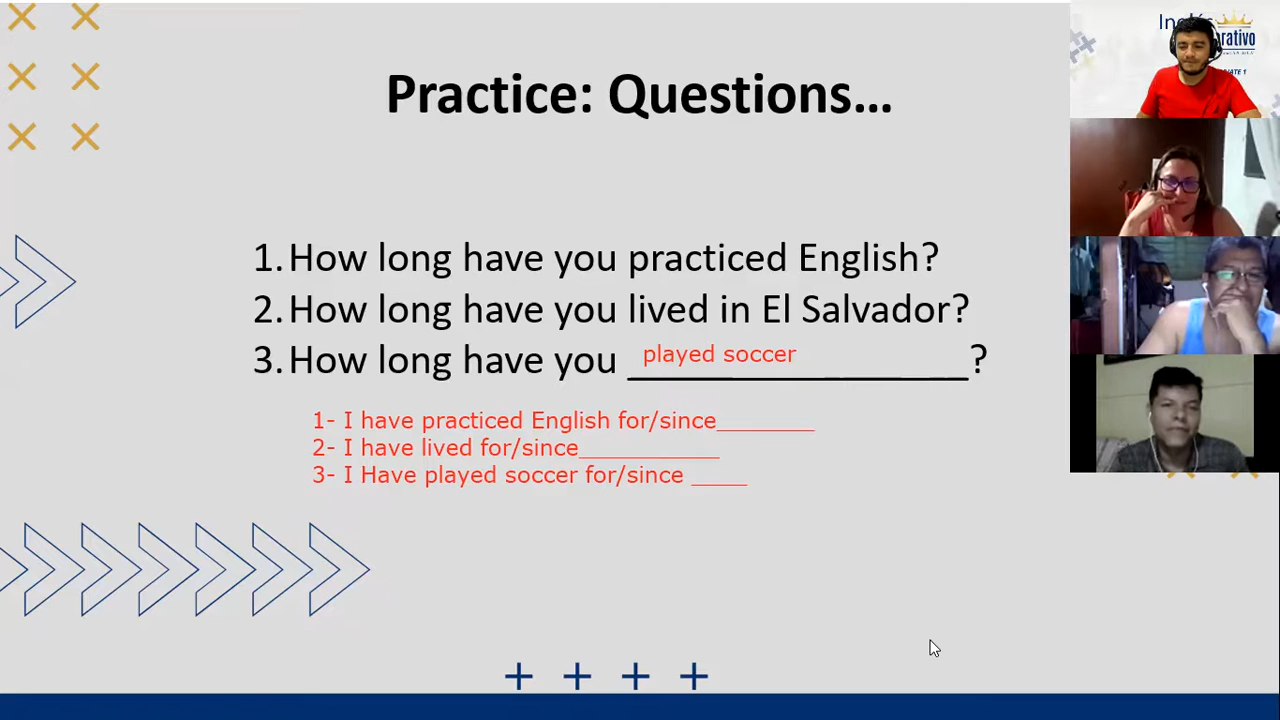 Practice: Questions...
1. How long have you practiced English?
2. How long have you lived in El Salvador?
3. How long have you played soccer?
1- I have practiced English for/since________
2- I have lived for/since___________
3- I Have played soccer for/since ____